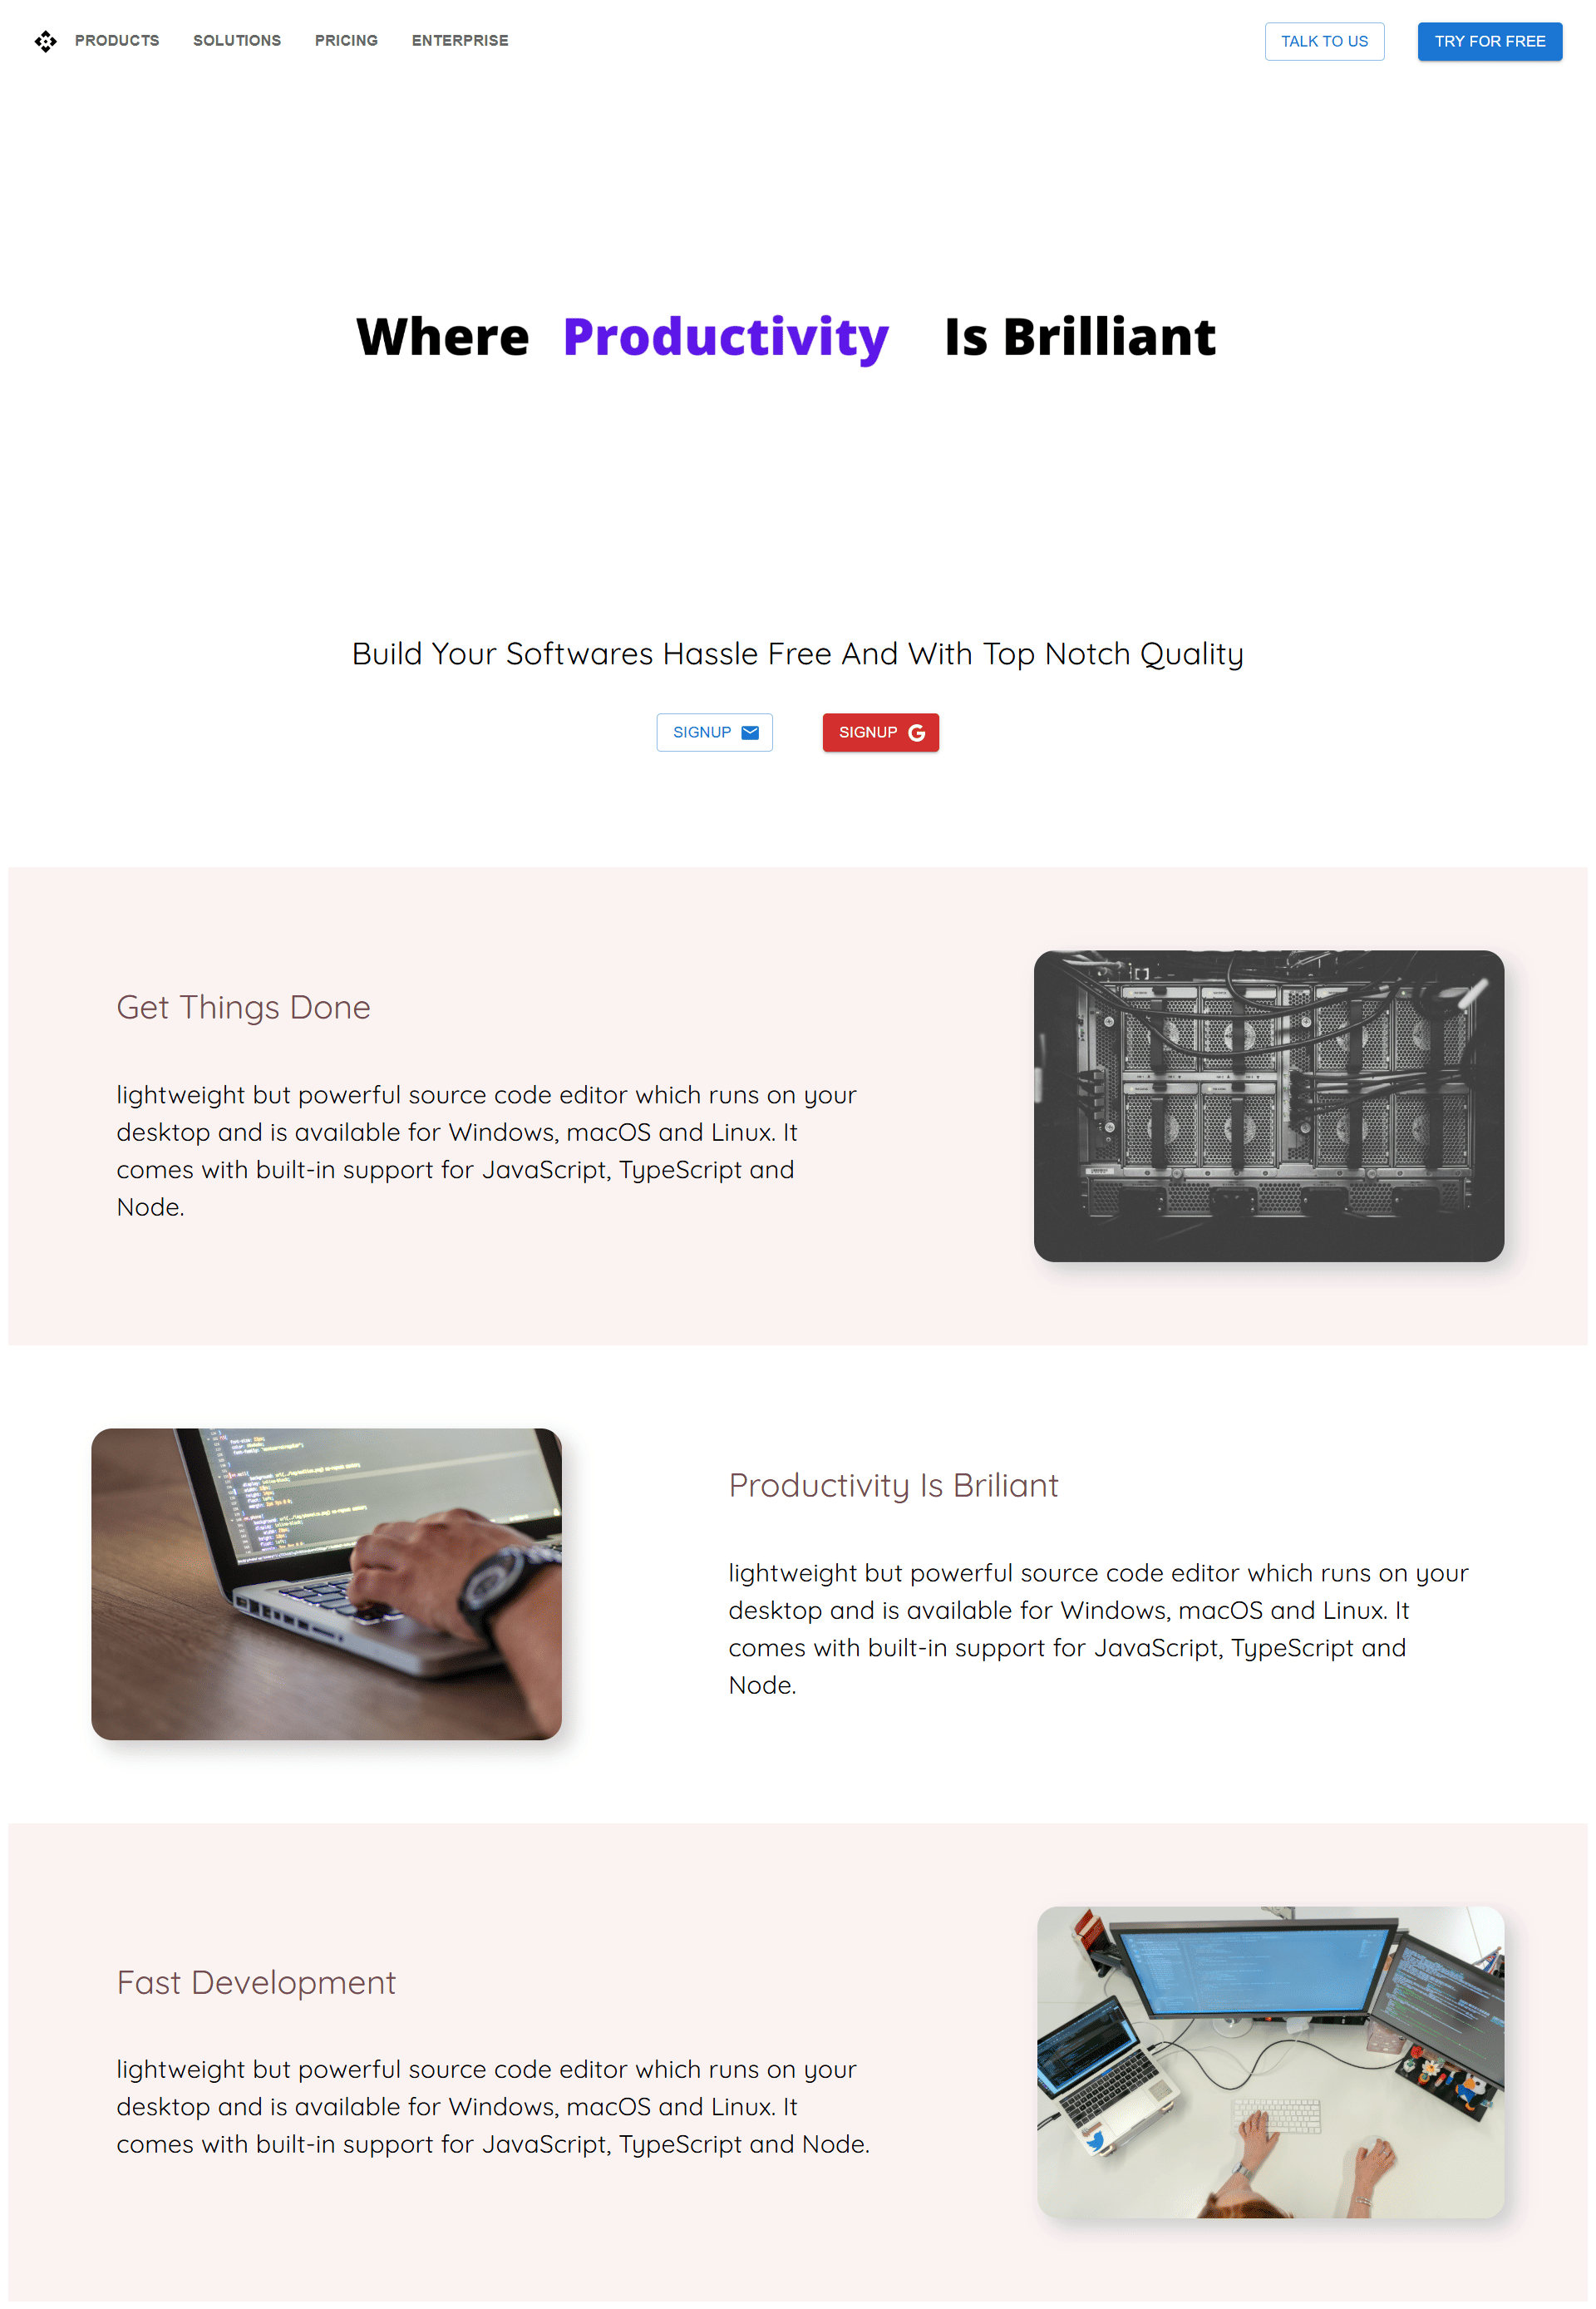 PRODUCTS SOLUTIONS PRICING ENTERPRISE TALK TO US TRY FOR FREE
Where Productivity Is Brilliant
Build Your Softwares Hassle Free And With Top Notch Quality
SIGNUP SIGNUP
Get Things Done
lightweight but powerful source code editor which runs on your
desktop and is available for Windows, macOS and Linux. It
comes with built-in support for JavaScript, TypeScript and
Node.
Productivity Is Briliant
lightweight but powerful source code editor which runs on your
desktop and is available for Windows, macOS and Linux. It
comes with built-in support for JavaScript, TypeScript and
Node.
Fast Development
lightweight but powerful source code editor which runs on your
desktop and is available for Windows, macOS and Linux. It
comes with built-in support for JavaScript, TypeScript and Node.